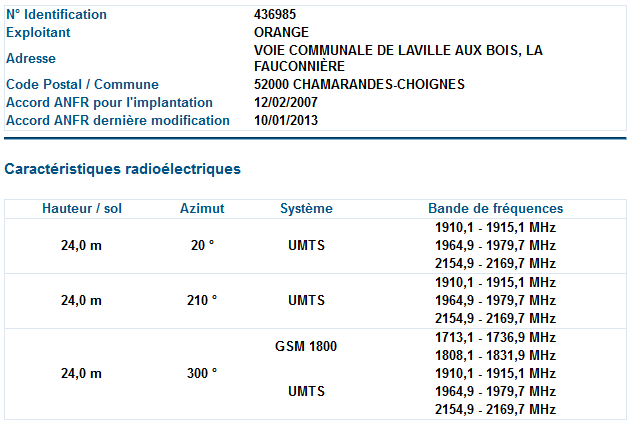 N° Identification 436985
Exploitant ORANGE
Adresse VOIE COMMUNALE DE LAVILLE AUX BOIS, LA
FAUCONNIÈRE
Code Postal / Commune 52000 CHAMARANDES-CHOIGNES
Accord ANFR pour l'implantation 12/02/2007
Accord ANFR dernière modification 10/01/2013
Caractéristiques radioélectriques
Hauteur / sol Azimut Système Bande de fréquences
24,0 m 20 ° UMTS 1910,1 - 1915,1 MHz
1964,9 - 1979,7 MHz
2154,9 - 2169,7 MHz
24,0 m 210 ° UMTS 1910,1 - 1915,1 MHz
1964,9 - 1979,7 MHz
2154,9 - 2169,7 MHz
24,0 m 300 ° GSM 1800 1713,1 - 1736,9 MHz
1808,1 - 1831,9 MHz
UMTS 1910,1 - 1915,1 MHz
1964,9 - 1979,7 MHz
2154,9 - 2169,7 MHz